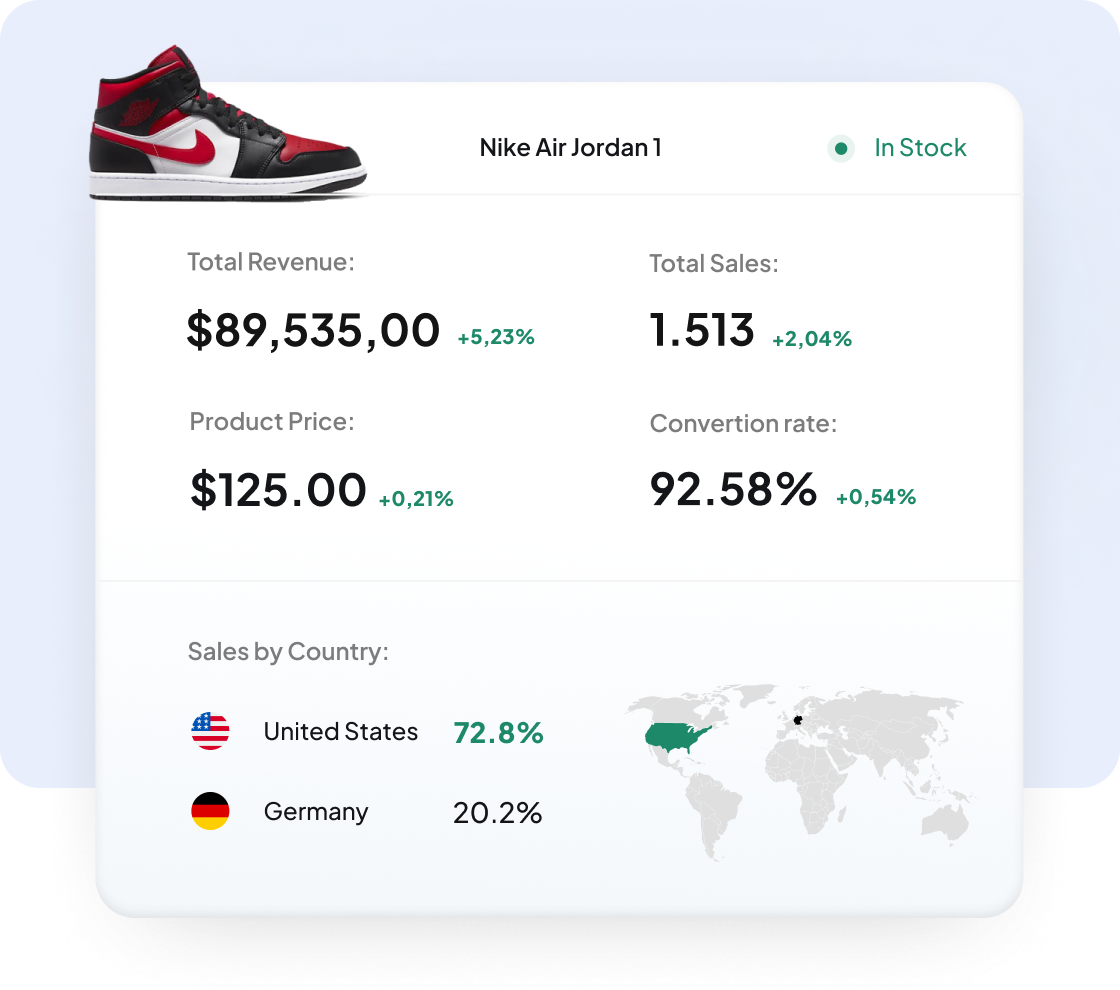 Nike Air Jordan 1
In Stock
Total Revenue:
$89,535,00 +5,23%
Total Sales:
1.513 +2,04%
Product Price:
$125.00 +0,21%
Convertion rate:
92.58% +0,54%
Sales by Country:
United States 72.8%
Germany 20.2%